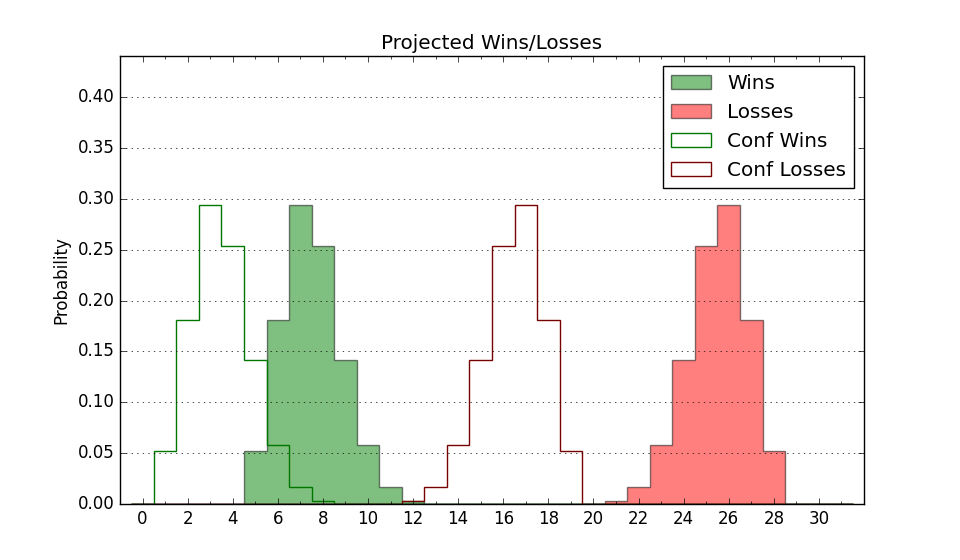 Projected Wins/Losses
Wins
Losses
Conf Wins
Conf Losses
Probability
0.40
0.35
0.30
0.25
0.20
0.15
0.10
0.05
0.00
0 2 4 6 8 10 12 14 16 18 20 22 24 26 28 30